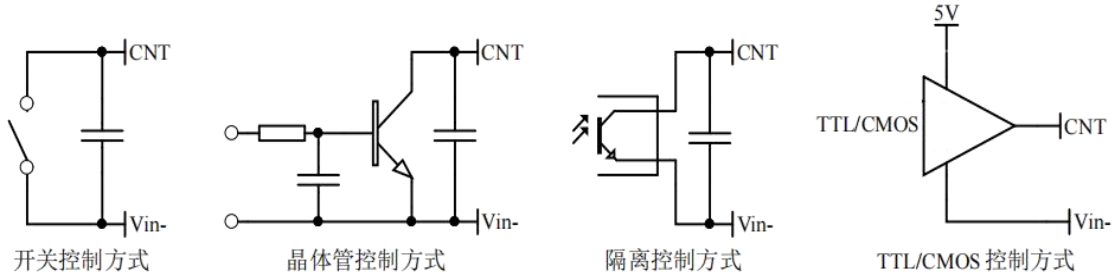 5V
CNT
CNT
CNT
TTL/CMOS
CNT
Vin-
Vin-
Vin-
Vin-
开关控制方式
晶体管控制方式
隔离控制方式
TTL/CMOS 控制方式